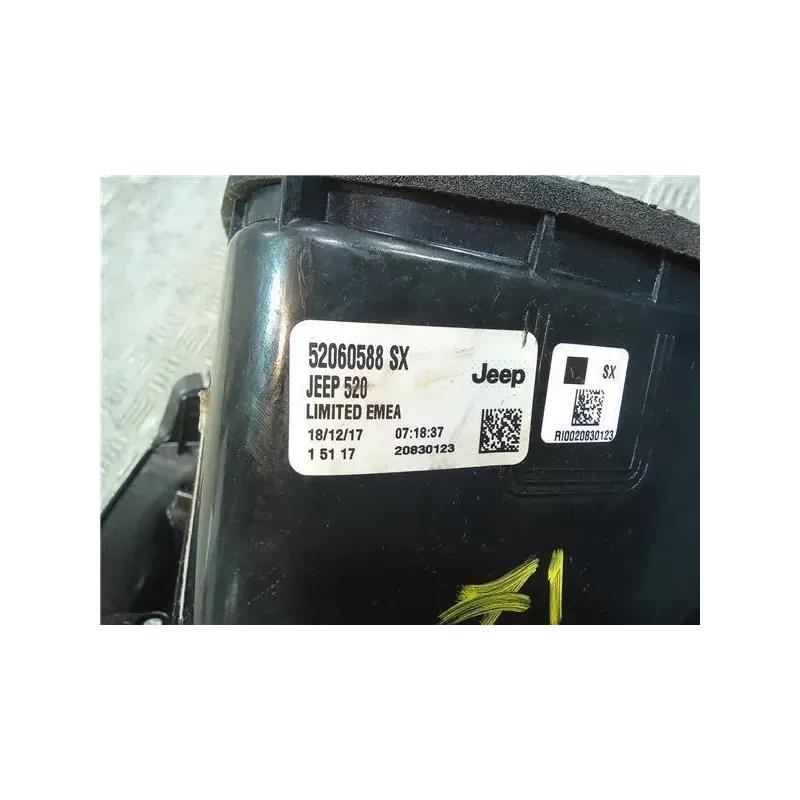 52060588 SX
JEEP 520
LIMITED EMEA
Jeep
18/12/17 07:18:37
1 51 17 20830123
SX
RI0020830123